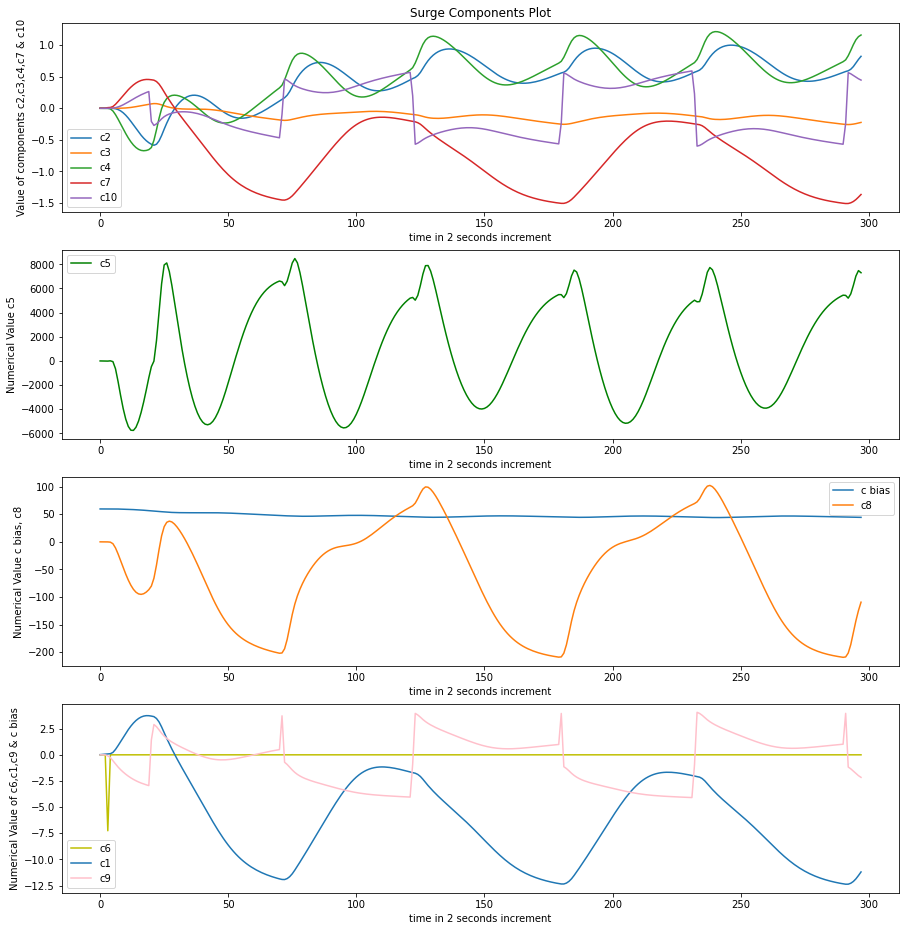 Surge Components Plot
Value of components c2,c3,c4,c7 & c10
1.0
0.5
0.0
−0.5
−1.0
−1.5
c2
c3
c4
c7
c10
0 50 100 150 200 250 300
time in 2 seconds increment
Numerical Value c5
8000
6000
4000
2000
0
−2000
−4000
−6000
c5
0 50 100 150 200 250 300
time in 2 seconds increment
Numerical Value c bias, c8
100
50
0
−50
−100
−150
−200
c bias
c8
0 50 100 150 200 250 300
time in 2 seconds increment
Numerical Value of c6,c1,c9 & c bias
2.5
0.0
−2.5
−5.0
−7.5
−10.0
−12.5
c6
c1
c9
0 50 100 150 200 250 300
time in 2 seconds increment